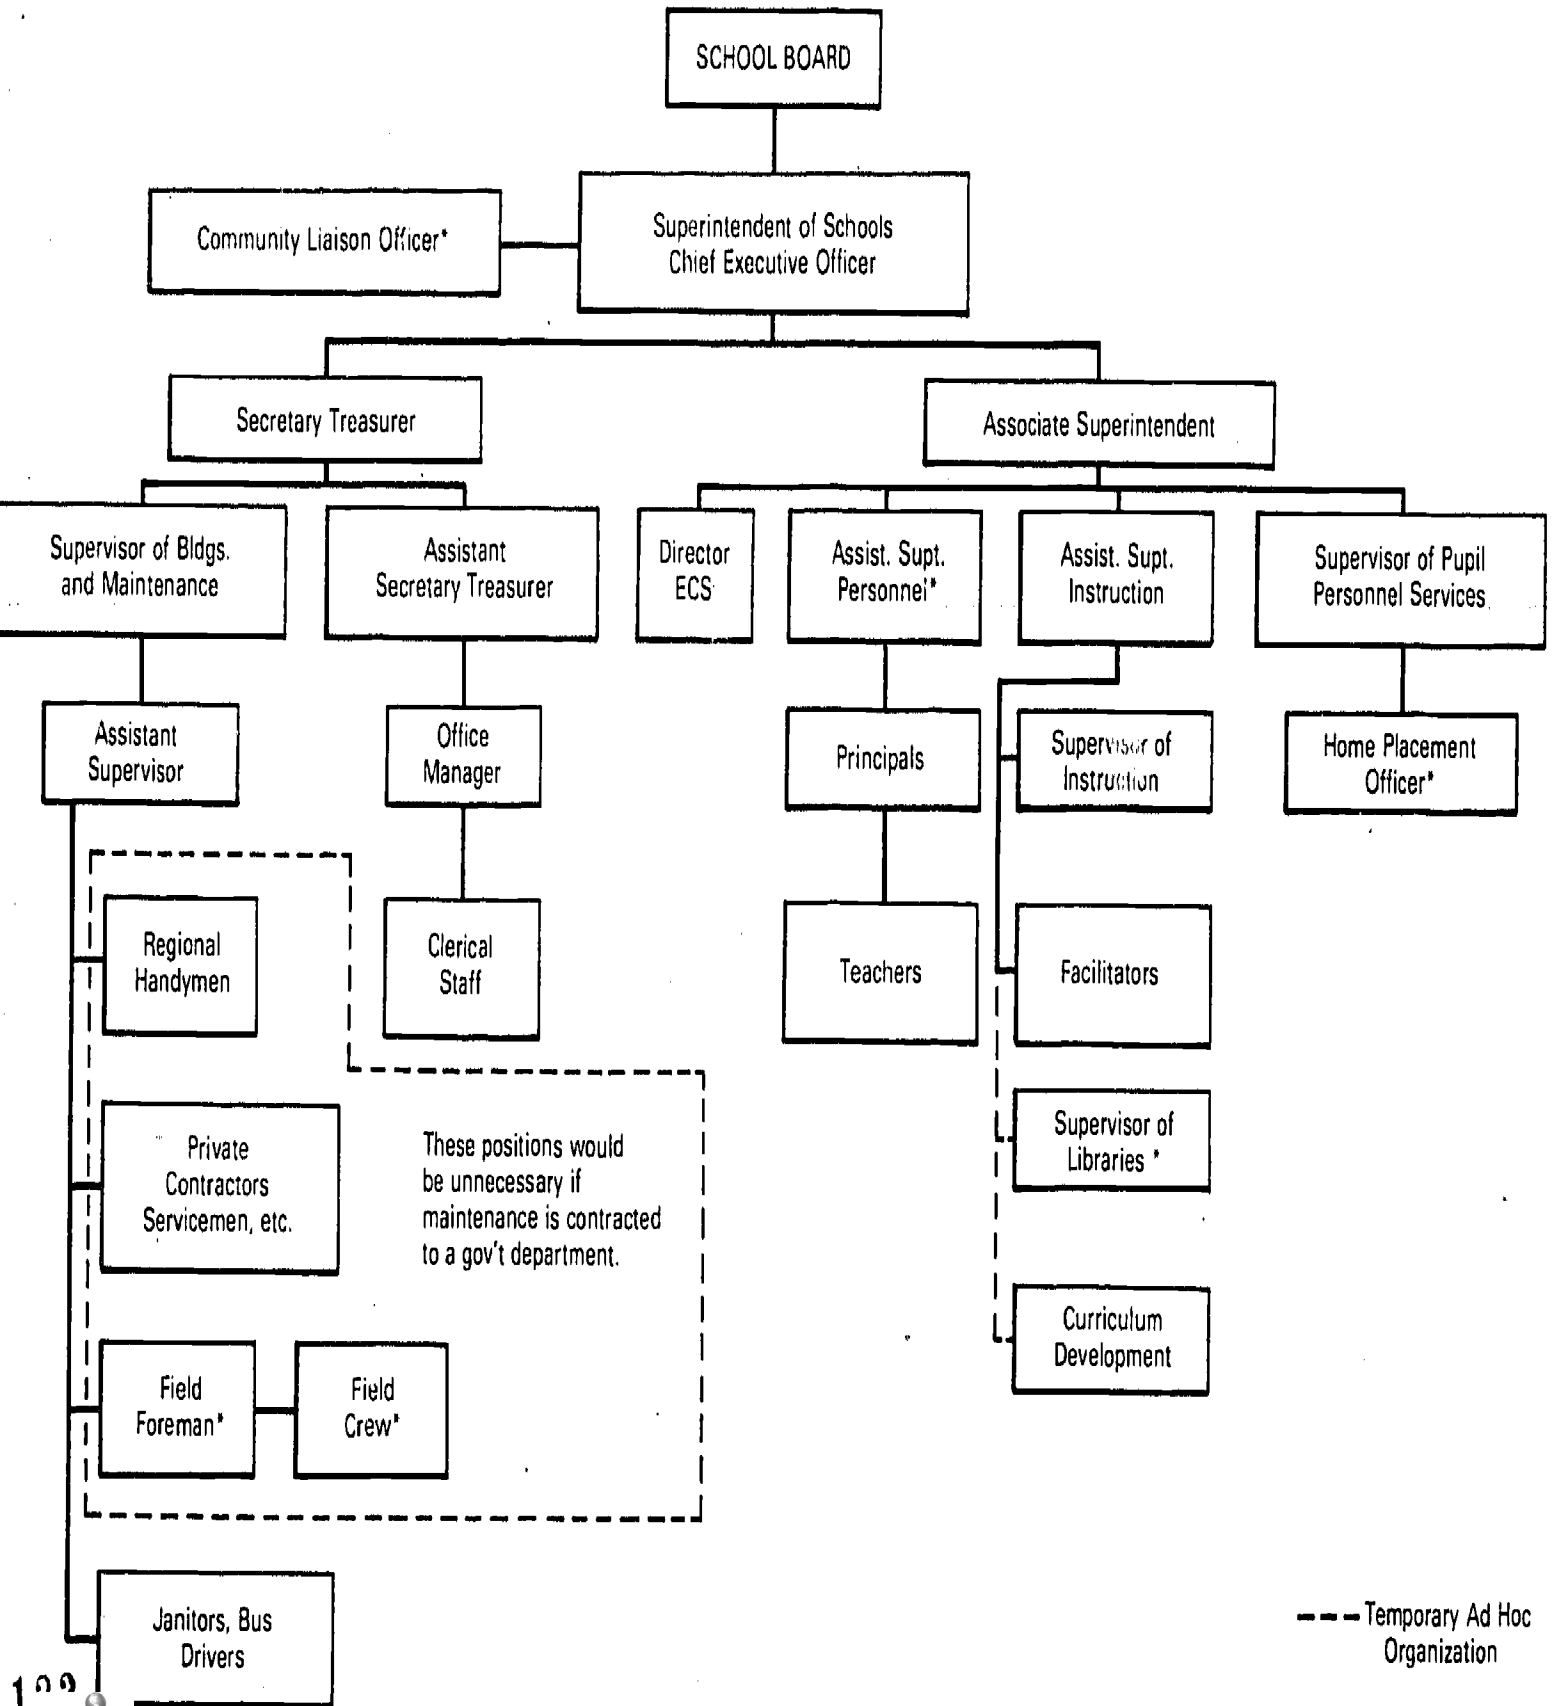 SCHOOL BOARD
Community Liaison Officer*
Superintendent of Schools
Chief Executive Officer
Secretary Treasurer
Associate Superintendent
Supervisor of Bldgs.
and Maintenance
Assistant
Secretary Treasurer
Director
ECS
Assist. Supt.
Personnel*
Assist. Supt.
Instruction
Supervisor of Pupil
Personnel Services
Assistant
Supervisor
Office
Manager
Principals
Supervisor of
Instruction
Home Placement
Officer*
Regional
Handymen
Clerical
Staff
Teachers
Facilitators
Private
Contractors
Servicemen, etc.
These positions would
be unnecessary if
maintenance is contracted
to a gov't department.
Supervisor of
Libraries *
Field
Foreman*
Field
Crew*
Curriculum
Development
Janitors, Bus
Drivers
Temporary Ad Hoc
Organization